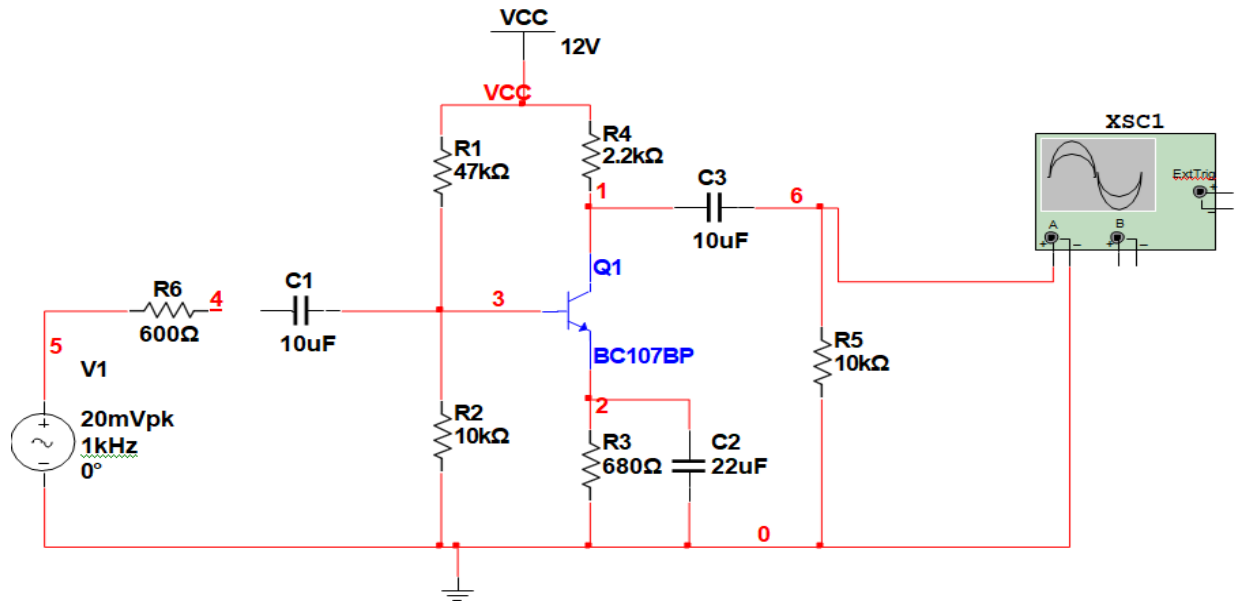 VCC
12V
VCC
R1
47kΩ
R4
2.2kΩ
1
C3
10uF
6
XSC1
ExtTrig
+
−
A
B
+ −
+ −
Q1
BC107BP
R6
600Ω
4
C1
10uF
3
5
V1
20mVpk
1kHz
0°
+
−
R2
10kΩ
2
R3
680Ω
C2
22uF
R5
10kΩ
0